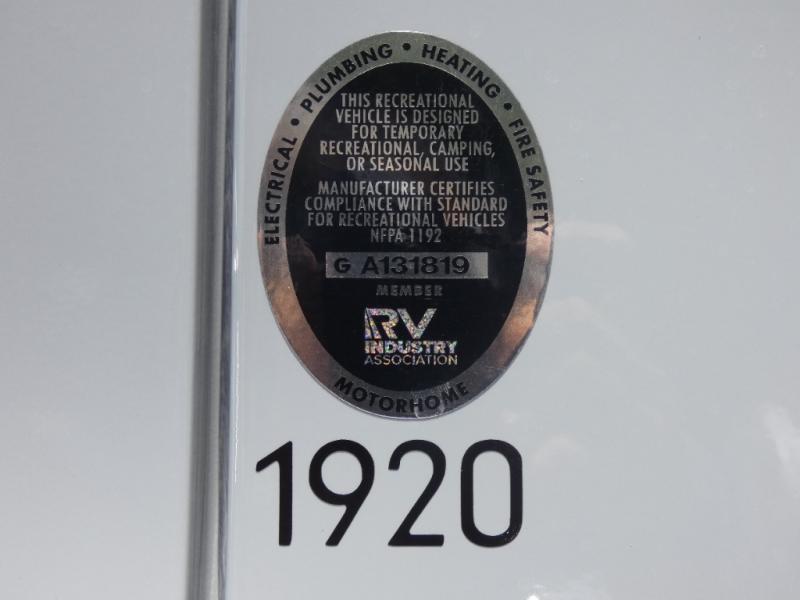 ELECTRICAL • PLUMBING • HEATING • FIRE SAFETY
THIS RECREATIONAL
VEHICLE IS DESIGNED
FOR TEMPORARY
RECREATIONAL, CAMPING,
OR SEASONAL USE
MANUFACTURER CERTIFIES
COMPLIANCE WITH STANDARD
FOR RECREATIONAL VEHICLES
NFPA 1192
G A131819
MEMBER
RV
INDUSTRY
ASSOCIATION
MOTORHOME
1920